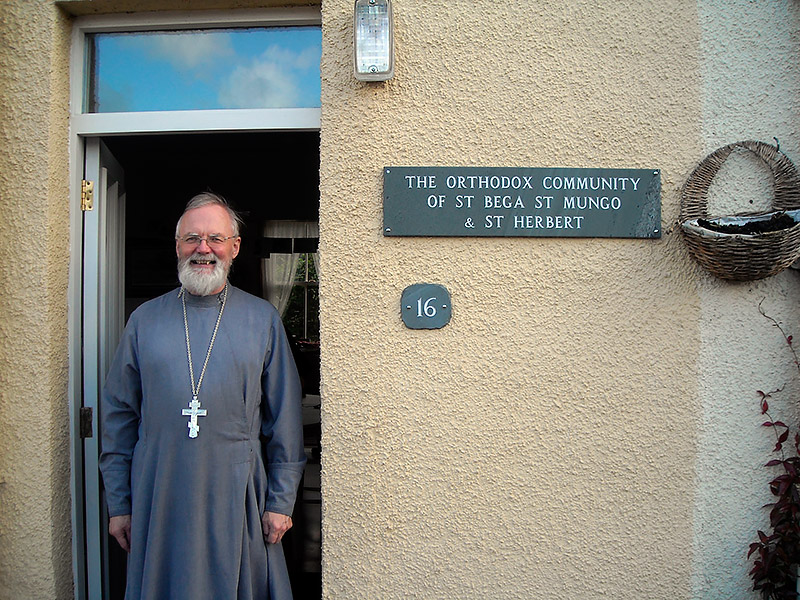 THE ORTHODOX COMMUNITY
OF ST BEGA ST MUNGO
& ST HERBERT
- 16 -